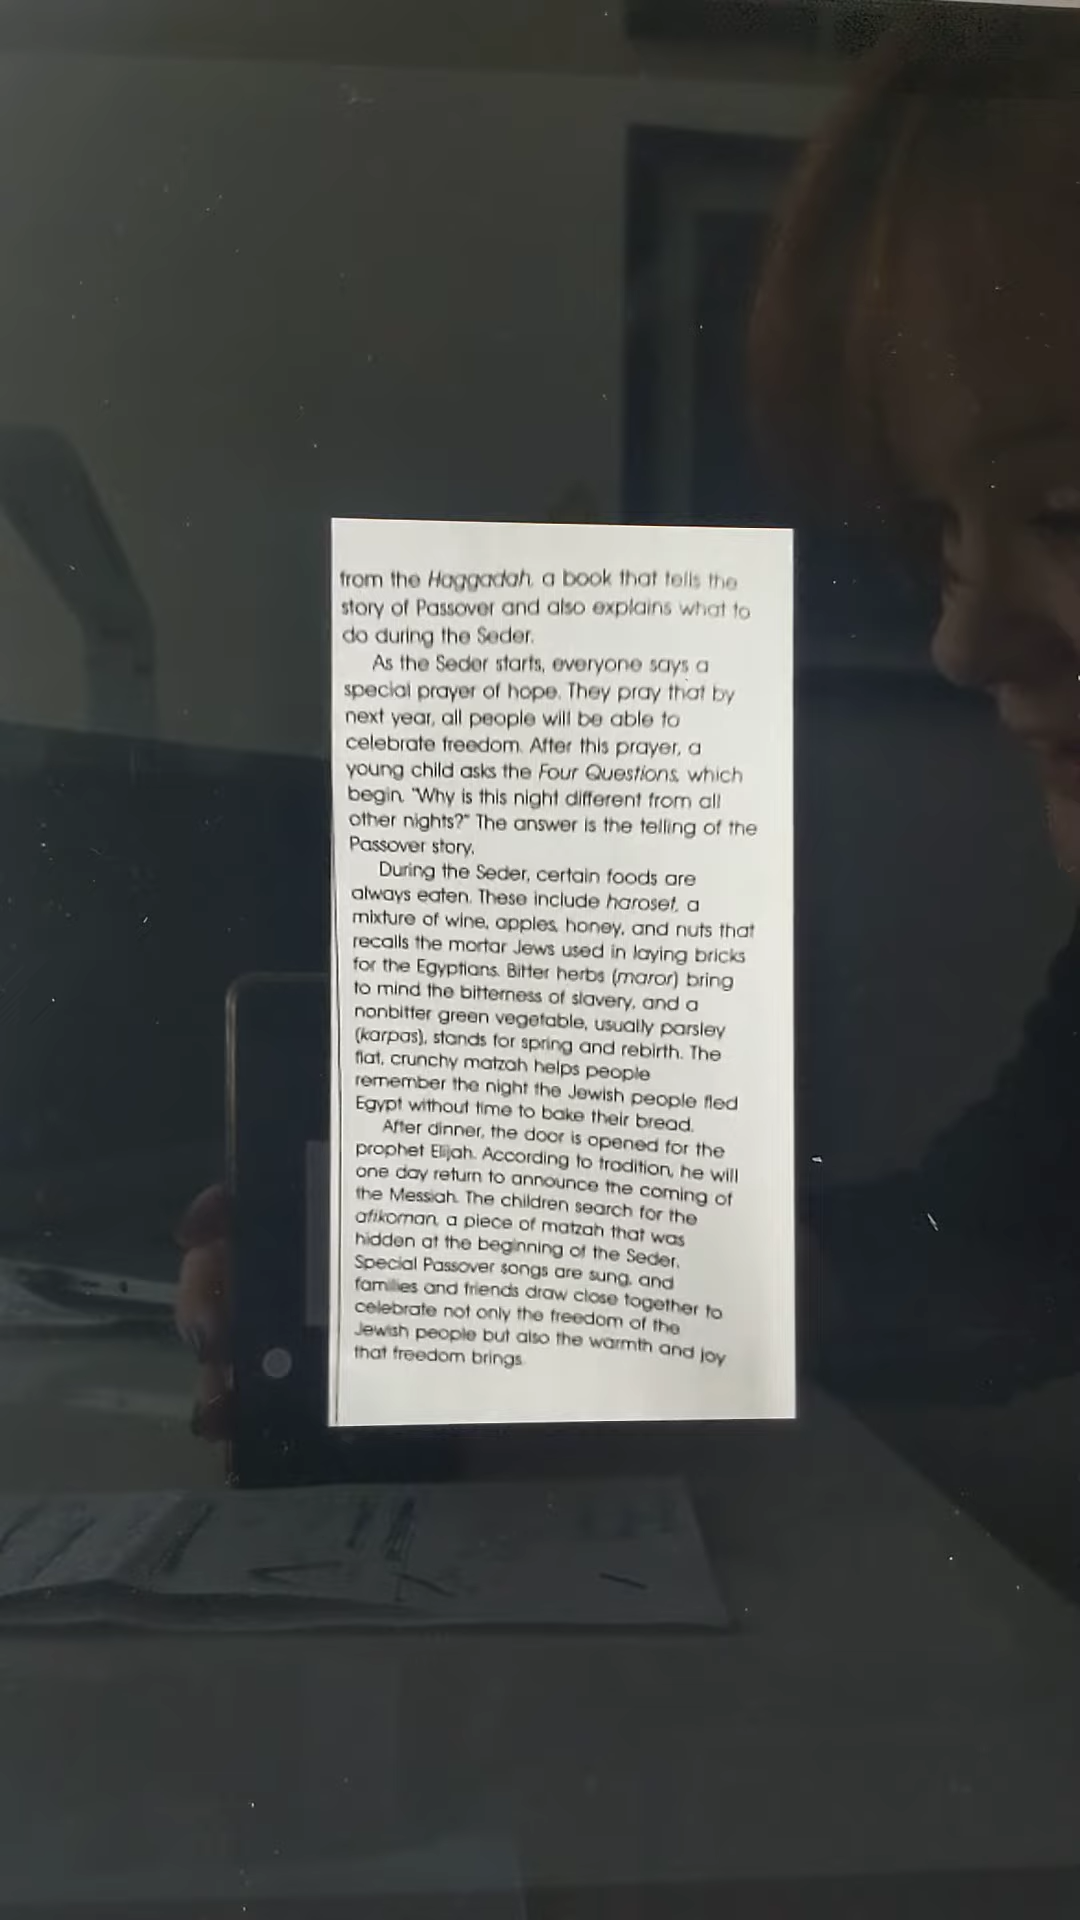 from the Haggadah, a book that tells the
story of Passover and also explains what to
do during the Seder.
As the Seder starts, everyone says a
special prayer of hope. They pray that by
next year, all people will be able to
celebrate freedom. After this prayer, a
young child asks the Four Questions, which
begin, "Why is this night different from all
other nights?" The answer is the telling of the
Passover story.
During the Seder, certain foods are
always eaten. These include haroset, a
mixture of wine, apples, honey, and nuts that
recalls the mortar Jews used in laying bricks
for the Egyptians. Bitter herbs (maror) bring
to mind the bitterness of slavery, and a
nonbitter green vegetable, usually parsley
(karpas), stands for spring and rebirth. The
flat, crunchy matzah helps people
remember the night the Jewish people fled
Egypt without time to bake their bread.
After dinner, the door is opened for the
prophet Elijah. According to tradition, he will
one day return to announce the coming of
the Messiah. The children search for the
afikoman, a piece of matzah that was
hidden at the beginning of the Seder.
Special Passover songs are sung, and
families and friends draw close together to
celebrate not only the freedom of the
Jewish people but also the warmth and joy
that freedom brings.